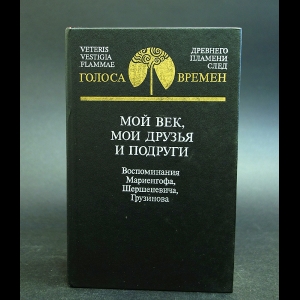 VETERIS
VESTIGIA
FLAMMAE
ДРЕВНЕГО
ПЛАМЕНИ
СЛЕД
ГОЛОСА ВРЕМЕН
МОЙ ВЕК,
МОИ ДРУЗЬЯ
И ПОДРУГИ
Воспоминания
Мариенгофа,
Шершеневича,
Грузинова